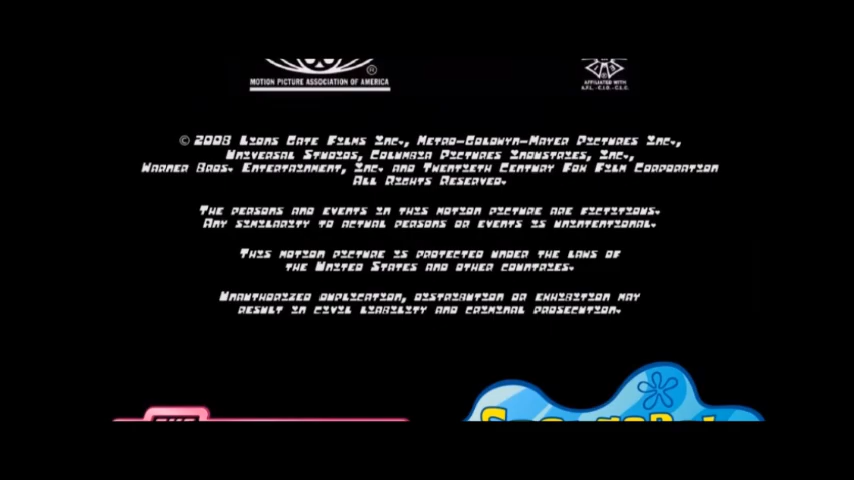 MOTION PICTURE ASSOCIATION OF AMERICA
®
AFFILIATED WITH
A.F.L.-C.I.O.-C.L.C.
© 2008 Lions Gate Films Inc., Metro-Goldwyn-Mayer Pictures Inc.,
Universal Studios, Columbia Pictures Industries, Inc.,
Warner Bros. Entertainment, Inc. and Twentieth Century Fox Film Corporation
All Rights Reserved.
The persons and events in this motion picture are fictitious.
Any similarity to actual persons or events is unintentional.
This motion picture is protected under the laws of
the United States and other countries.
Unauthorized duplication, distribution or exhibition may
result in civil liability and criminal prosecution.